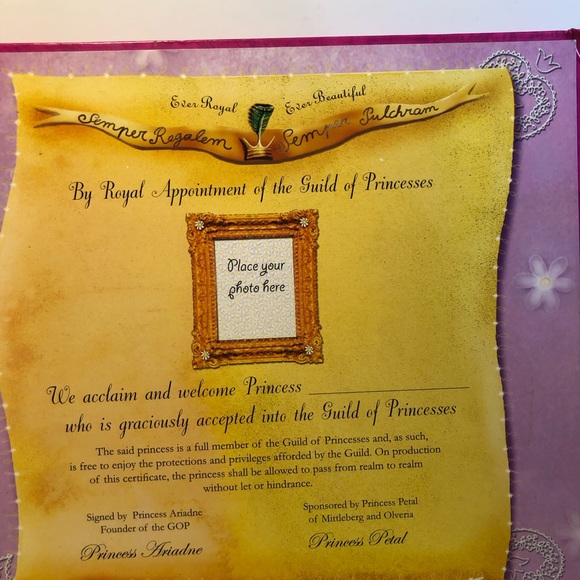 Ever Royal Ever Beautiful
Semper Regalem Semper Pulchram
By Royal Appointment of the Guild of Princesses
Place your
photo here
We acclaim and welcome Princess
who is graciously accepted into the Guild of Princesses
The said princess is a full member of the Guild of Princesses and, as such,
is free to enjoy the protections and privileges afforded by the Guild. On production
of this certificate, the princess shall be allowed to pass from realm to realm
without let or hindrance.
Signed by Princess Ariadne
Founder of the GOP
Princess Ariadne
Sponsored by Princess Petal
of Mittleberg and Olveria
Princess Petal